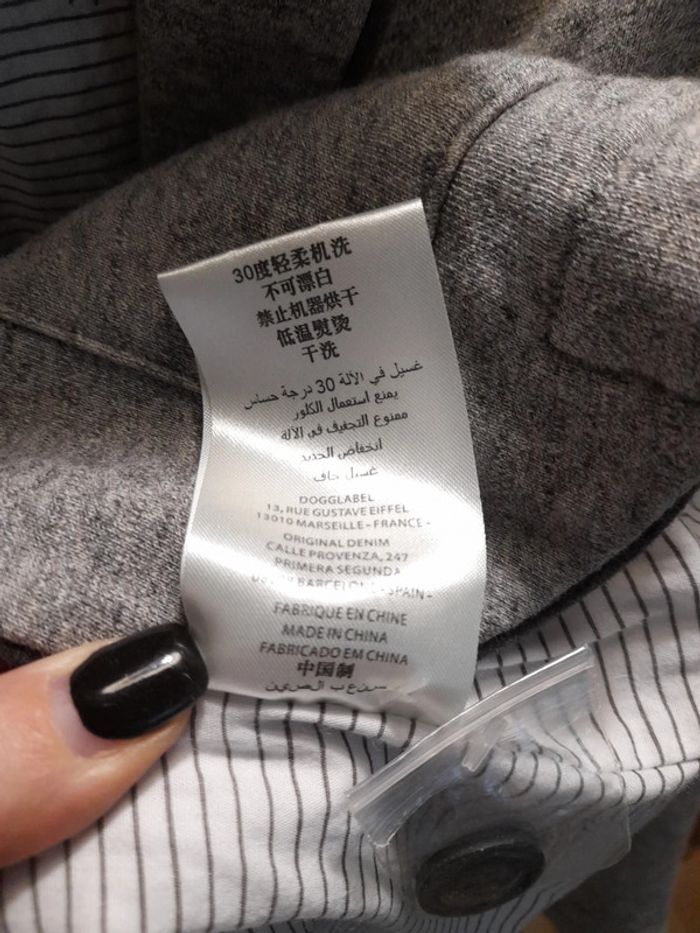 30度轻柔机洗
不可漂白
禁止机器烘干
低温熨烫
干洗
غسيل في الآلة 30 درجة حساس
يمنع استعمال الكلور
ممنوع التجفيف في الآلة
انخفاض الحديد
غسيل جاف
DOGGLABEL
13, RUE GUSTAVE EIFFEL
13010 MARSEILLE - FRANCE -
ORIGINAL DENIM
CALLE PROVENZA, 247
PRIMERA SEGUNDA
BARCELONA - SPAIN -
FABRIQUE EN CHINE
MADE IN CHINA
FABRICADO EM CHINA
中国制